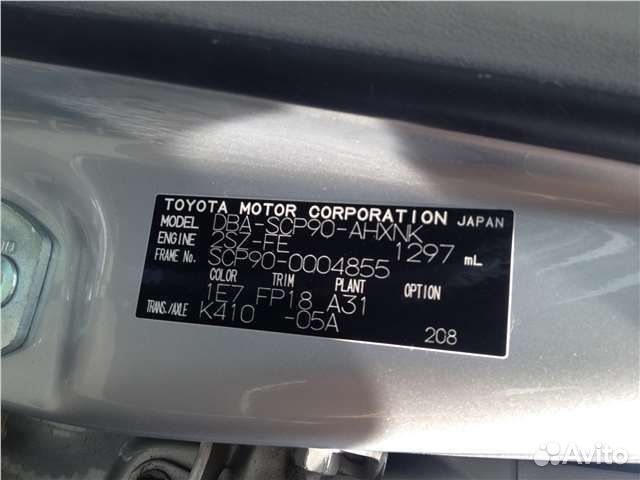 TOYOTA MOTOR CORPORATION JAPAN
MODEL DBA-SCP90-AHXNK
ENGINE 2SZ-FE 1297 mL
FRAME No. SCP90-0004855
COLOR TRIM PLANT OPTION
1E7 FP18 A31
TRANS./AXLE K410 -05A
208
Avito